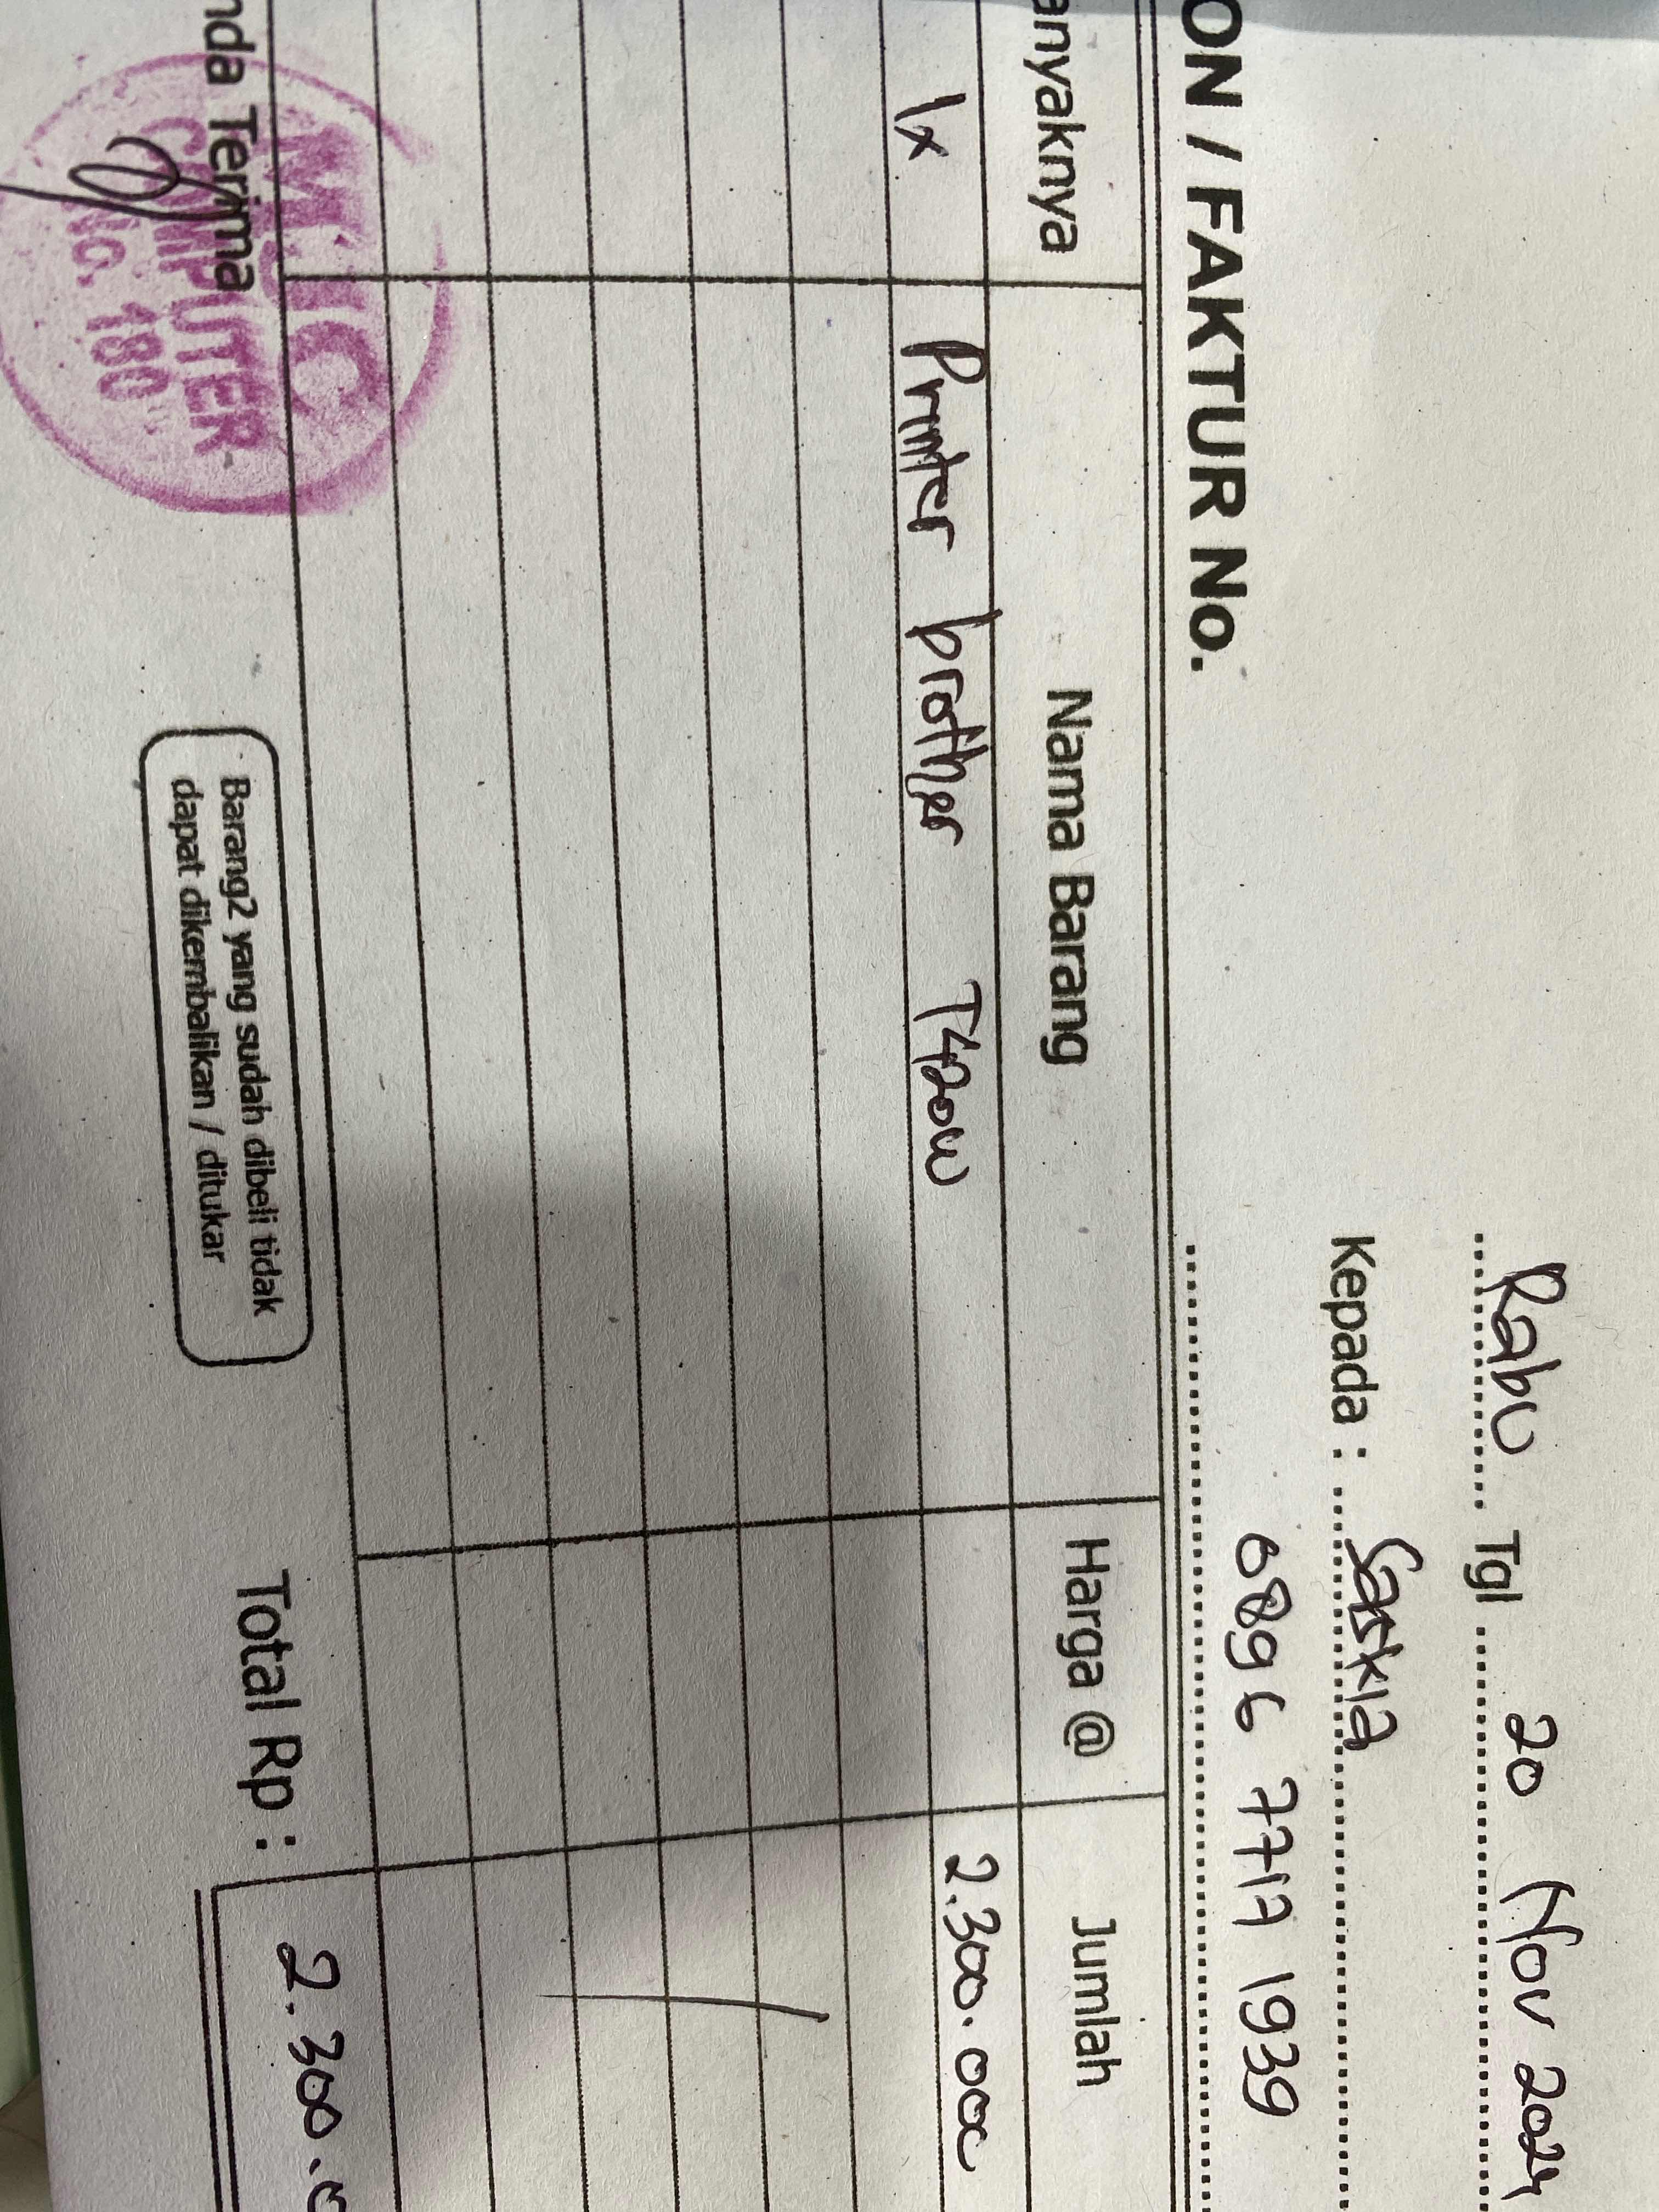 Rabu Tgl 20 Nov 2024
Kepada : Saskia
0896 7717 1939
ON / FAKTUR No.
anyaknya Nama Barang Harga @ Jumlah
1x Printer brother T420W 2.300.000
nda Terima
Total Rp : 2.300.0
Barang2 yang sudah dibeli tidak
dapat dikembalikan / ditukar
COMPUTER
No. 180